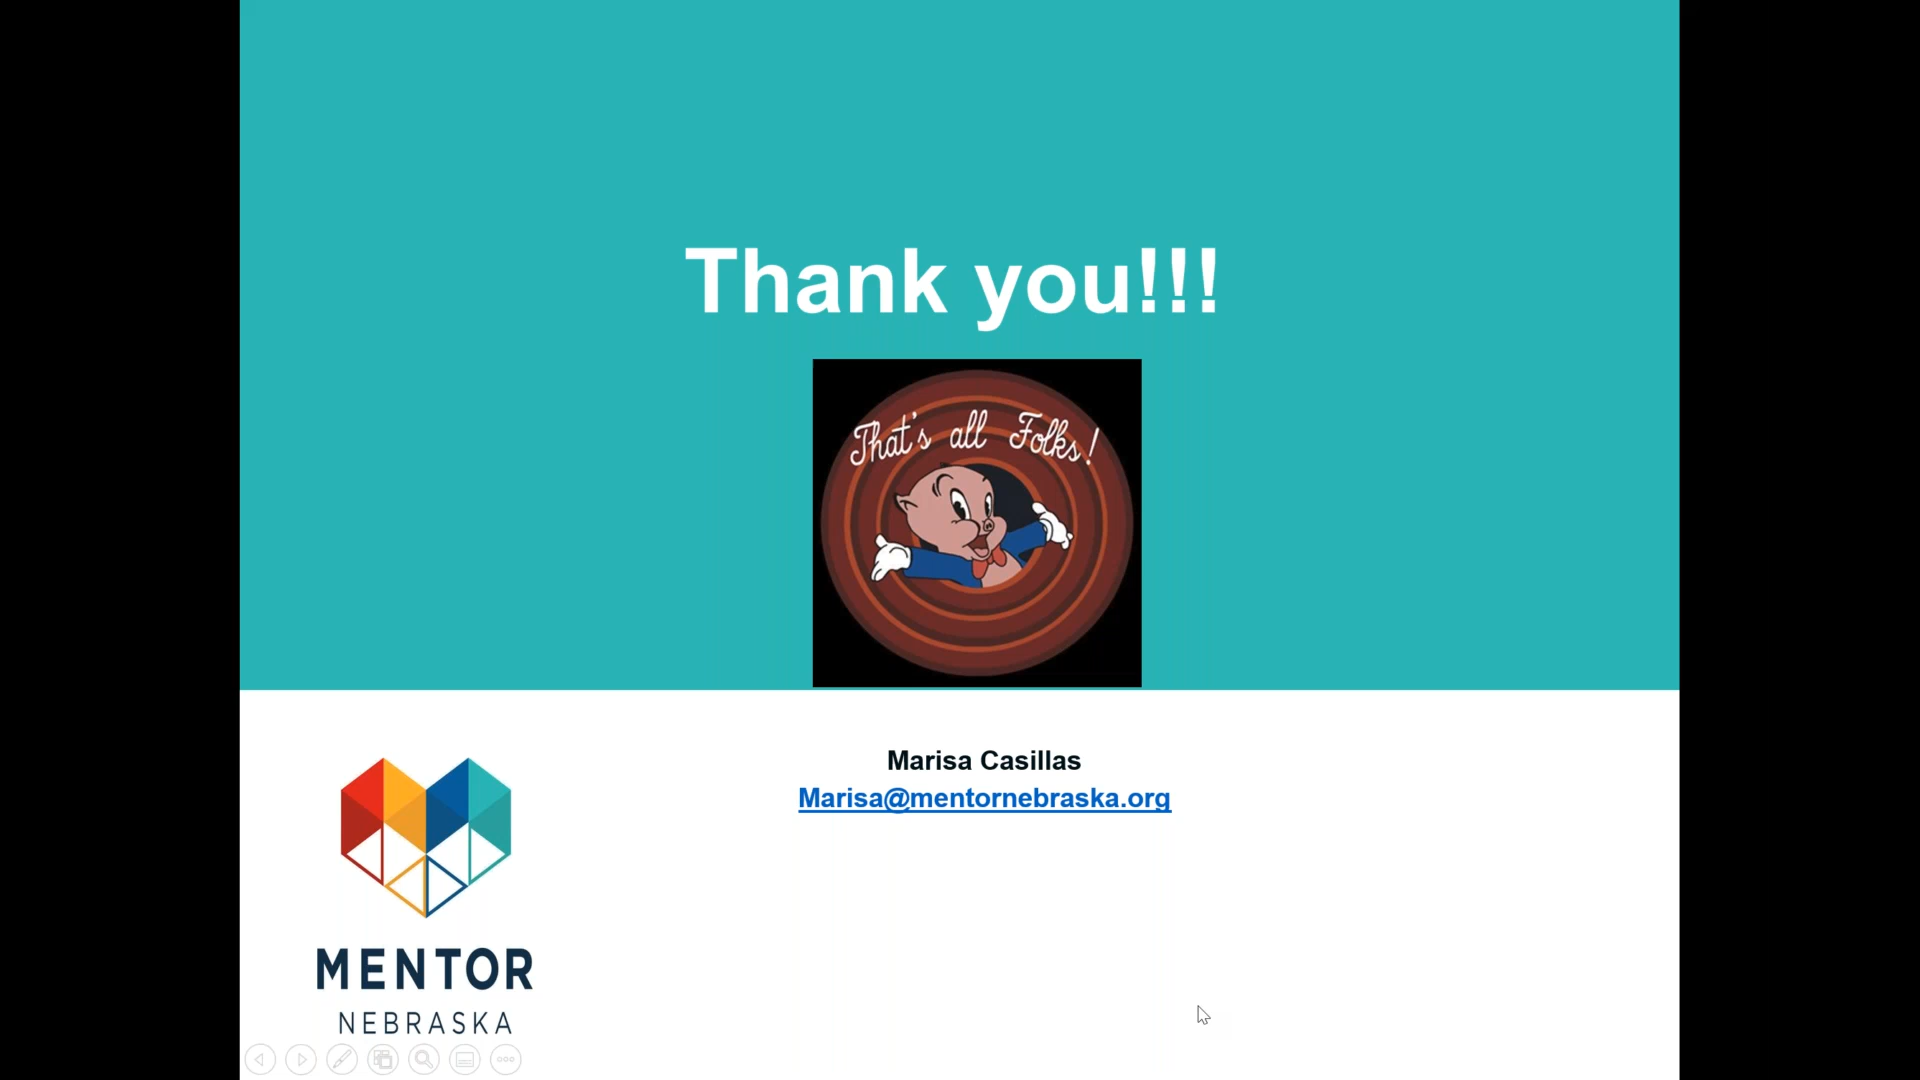 Thank you!!!
That's all Folks!
Marisa Casillas
Marisa@mentornebraska.org
MENTOR
NEBRASKA